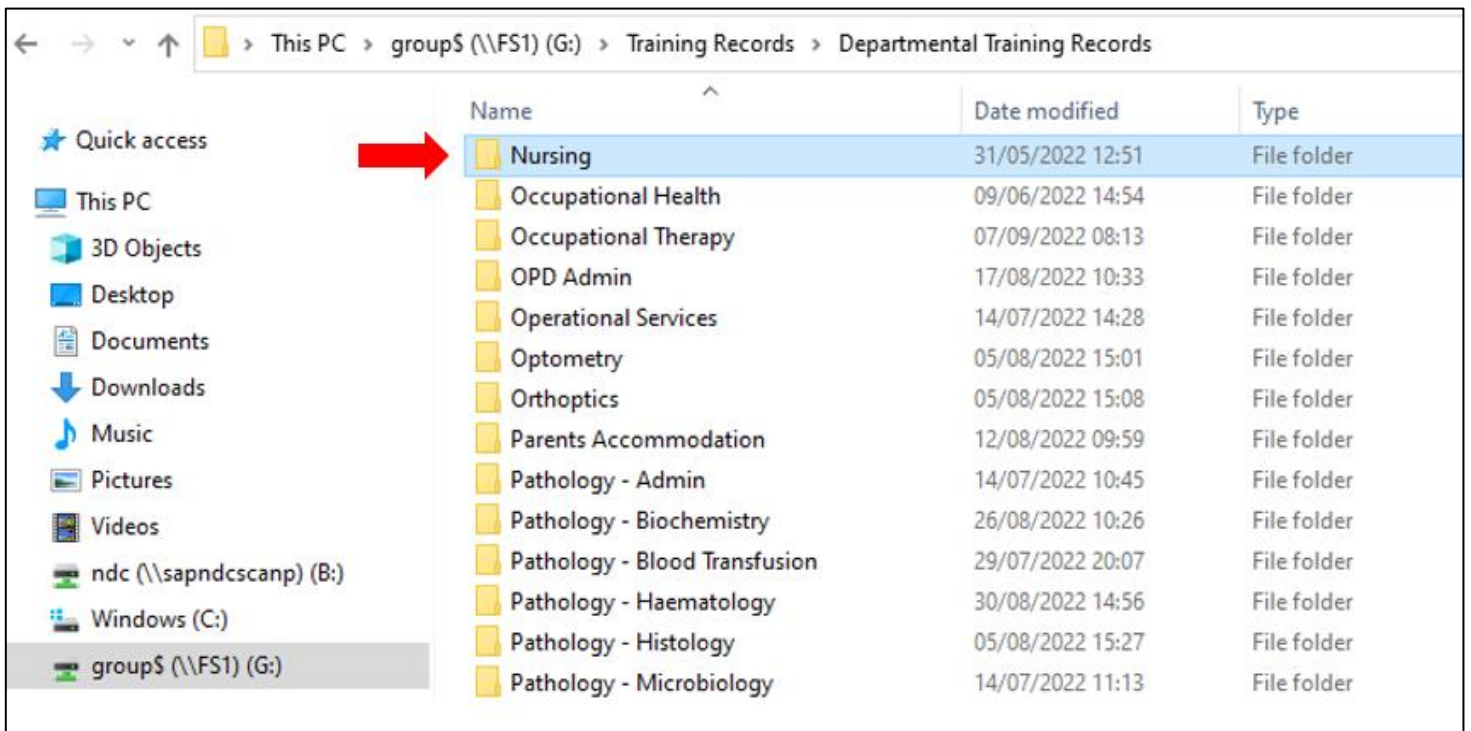 This PC > group$ (\\FS1) (G:) > Training Records > Departmental Training Records
Quick access
This PC
3D Objects
Desktop
Documents
Downloads
Music
Pictures
Videos
ndc (\\sapndcscanp) (B:)
Windows (C:)
group$ (\\FS1) (G:)
Name Date modified Type
Nursing 31/05/2022 12:51 File folder
Occupational Health 09/06/2022 14:54 File folder
Occupational Therapy 07/09/2022 08:13 File folder
OPD Admin 17/08/2022 10:33 File folder
Operational Services 14/07/2022 14:28 File folder
Optometry 05/08/2022 15:01 File folder
Orthoptics 05/08/2022 15:08 File folder
Parents Accommodation 12/08/2022 09:59 File folder
Pathology - Admin 14/07/2022 10:45 File folder
Pathology - Biochemistry 26/08/2022 10:26 File folder
Pathology - Blood Transfusion 29/07/2022 20:07 File folder
Pathology - Haematology 30/08/2022 14:56 File folder
Pathology - Histology 05/08/2022 15:27 File folder
Pathology - Microbiology 14/07/2022 11:13 File folder